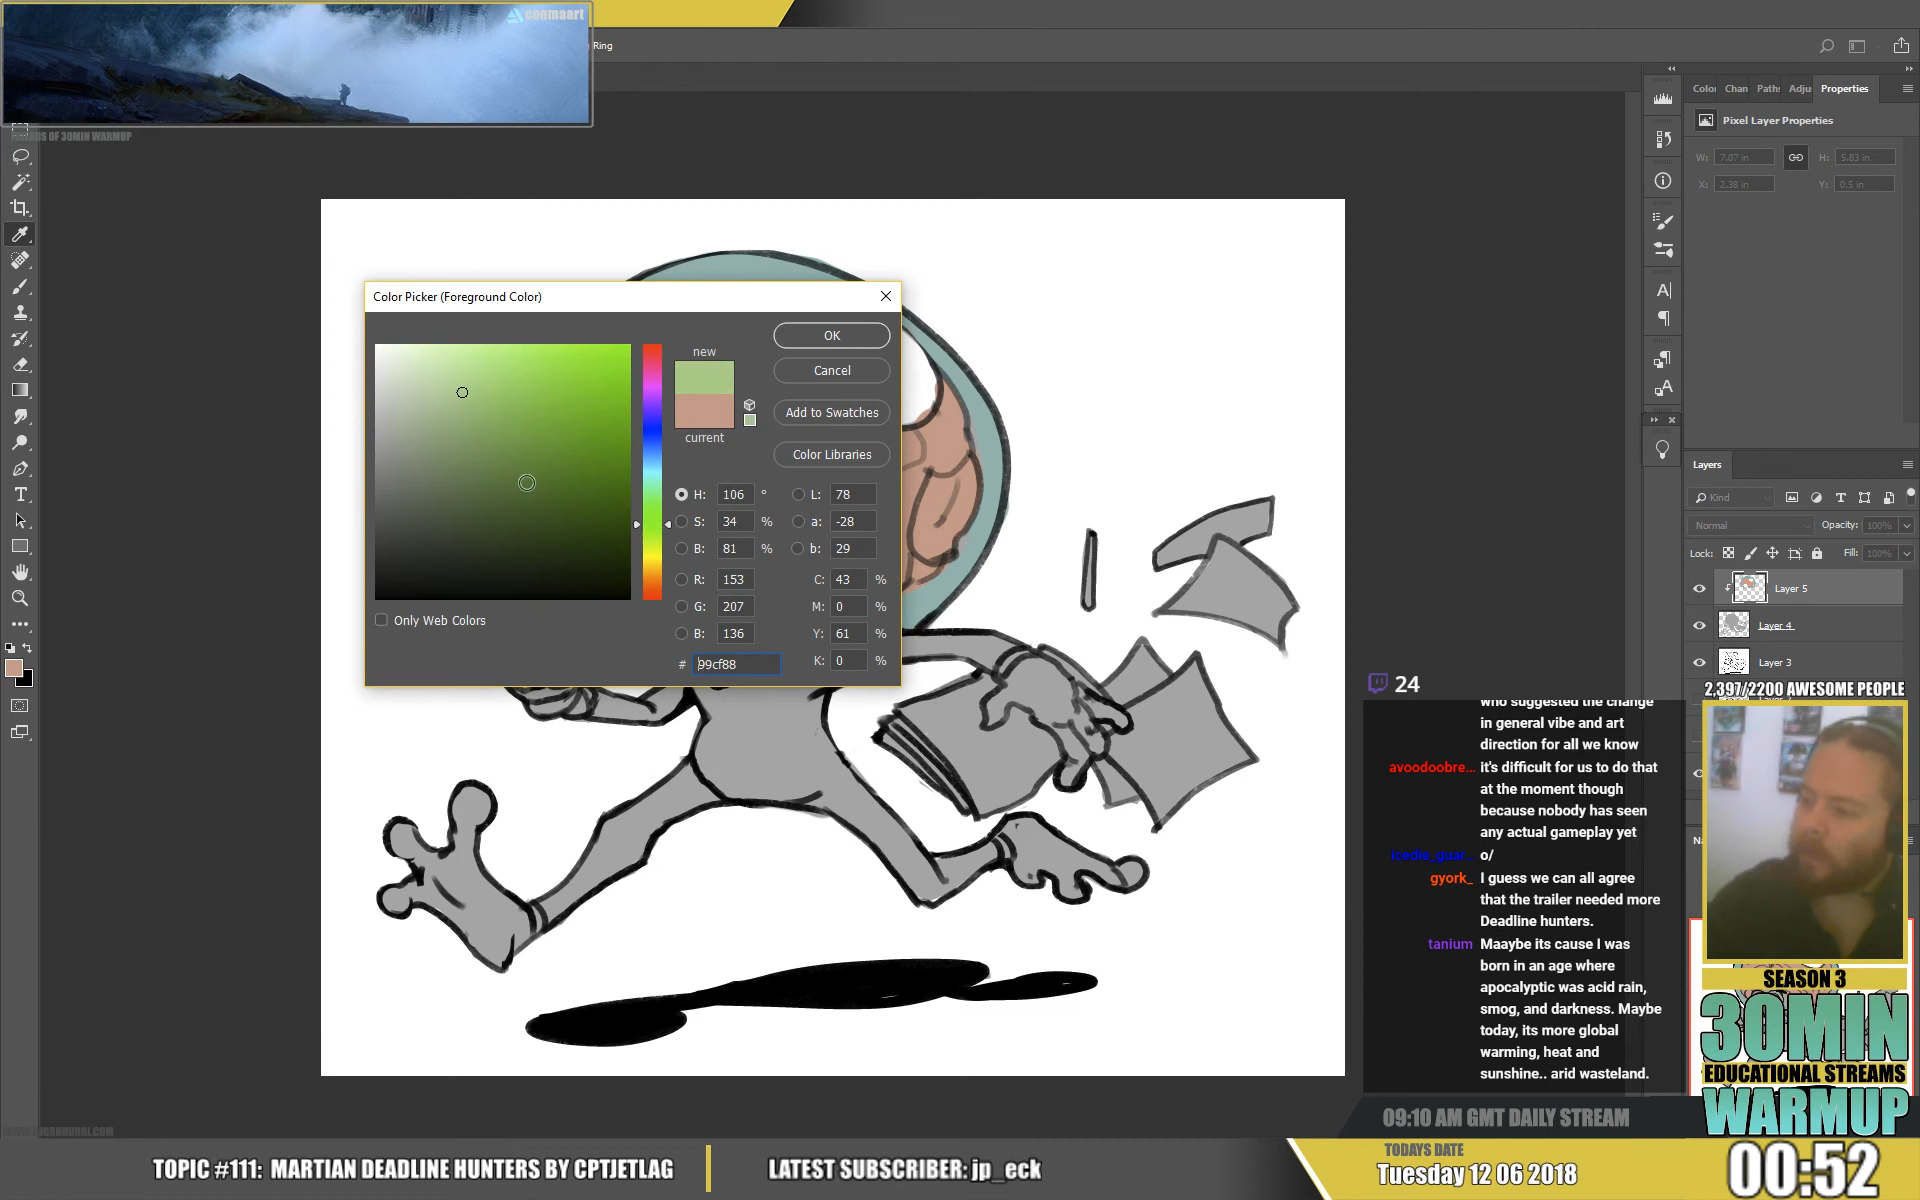 conmaart
Ring
OF 30MIN WARMUP
Color Picker (Foreground Color)
new
current
OK
Cancel
Add to Swatches
Color Libraries
H: 106 °
S: 34 %
B: 81 %
R: 153
G: 207
B: 136
L: 78
a: -28
b: 29
C: 43 %
M: 0 %
Y: 61 %
K: 0 %
# 99cf88
Only Web Colors
Chan Paths Properties
Pixel Layer Properties
W: 7.07 in H: 5.83 in
X: 2.38 in Y: 0.5 in
Layers
Kind
Normal Opacity: 100%
Lock: Fill: 100%
Layer 5
Layer 4
Layer 3
2,397/2200 AWESOME PEOPLE
24
who suggested the change
in general vibe and art
direction for all we know
avoodoobre... it's difficult for us to do that
at the moment though
because nobody has seen
any actual gameplay yet
icedle_guar... o/
gyork_ I guess we can all agree
that the trailer needed more
Deadline hunters.
tanium Maaybe its cause I was
born in an age where
apocalyptic was acid rain,
smog, and darkness. Maybe
today, its more global
warming, heat and
sunshine.. arid wasteland.
SEASON 3
30MIN
EDUCATIONAL STREAMS
WARMUP
00:52
09:10 AM GMT DAILY STREAM
TODAYS DATE
Tuesday 12 06 2018
TOPIC #111: MARTIAN DEADLINE HUNTERS BY CPTJETLAG
LATEST SUBSCRIBER: jp_eck